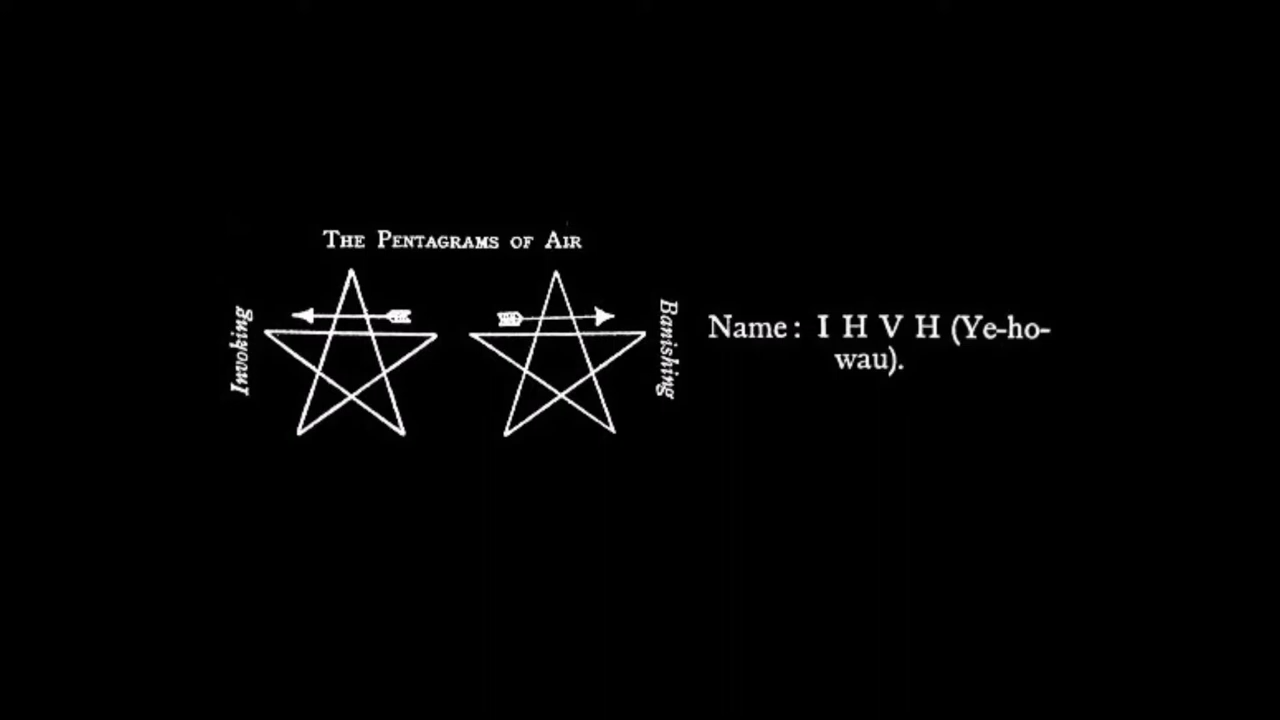 The Pentagrams of Air
Invoking
Banishing
Name: I H V H (Ye-ho-
wau).